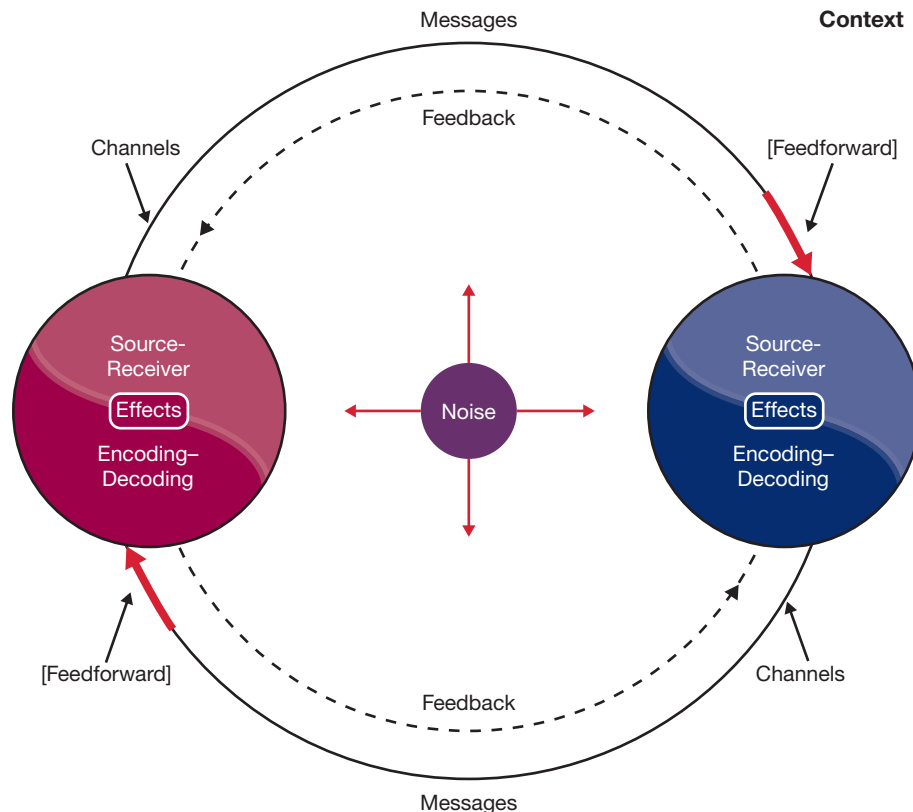 Messages
Context
Feedback
Channels
[Feedforward]
Source-
Receiver
Effects
Encoding–
Decoding
Noise
Source-
Receiver
Effects
Encoding–
Decoding
[Feedforward]
Channels
Feedback
Messages